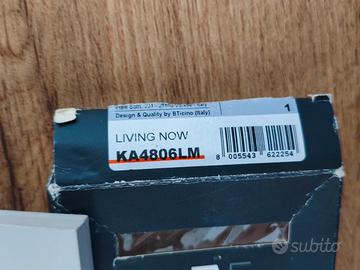 Design & Quality by BTicino (Italy)
1
LIVING NOW
KA4806LM
8 005543 622254
subito